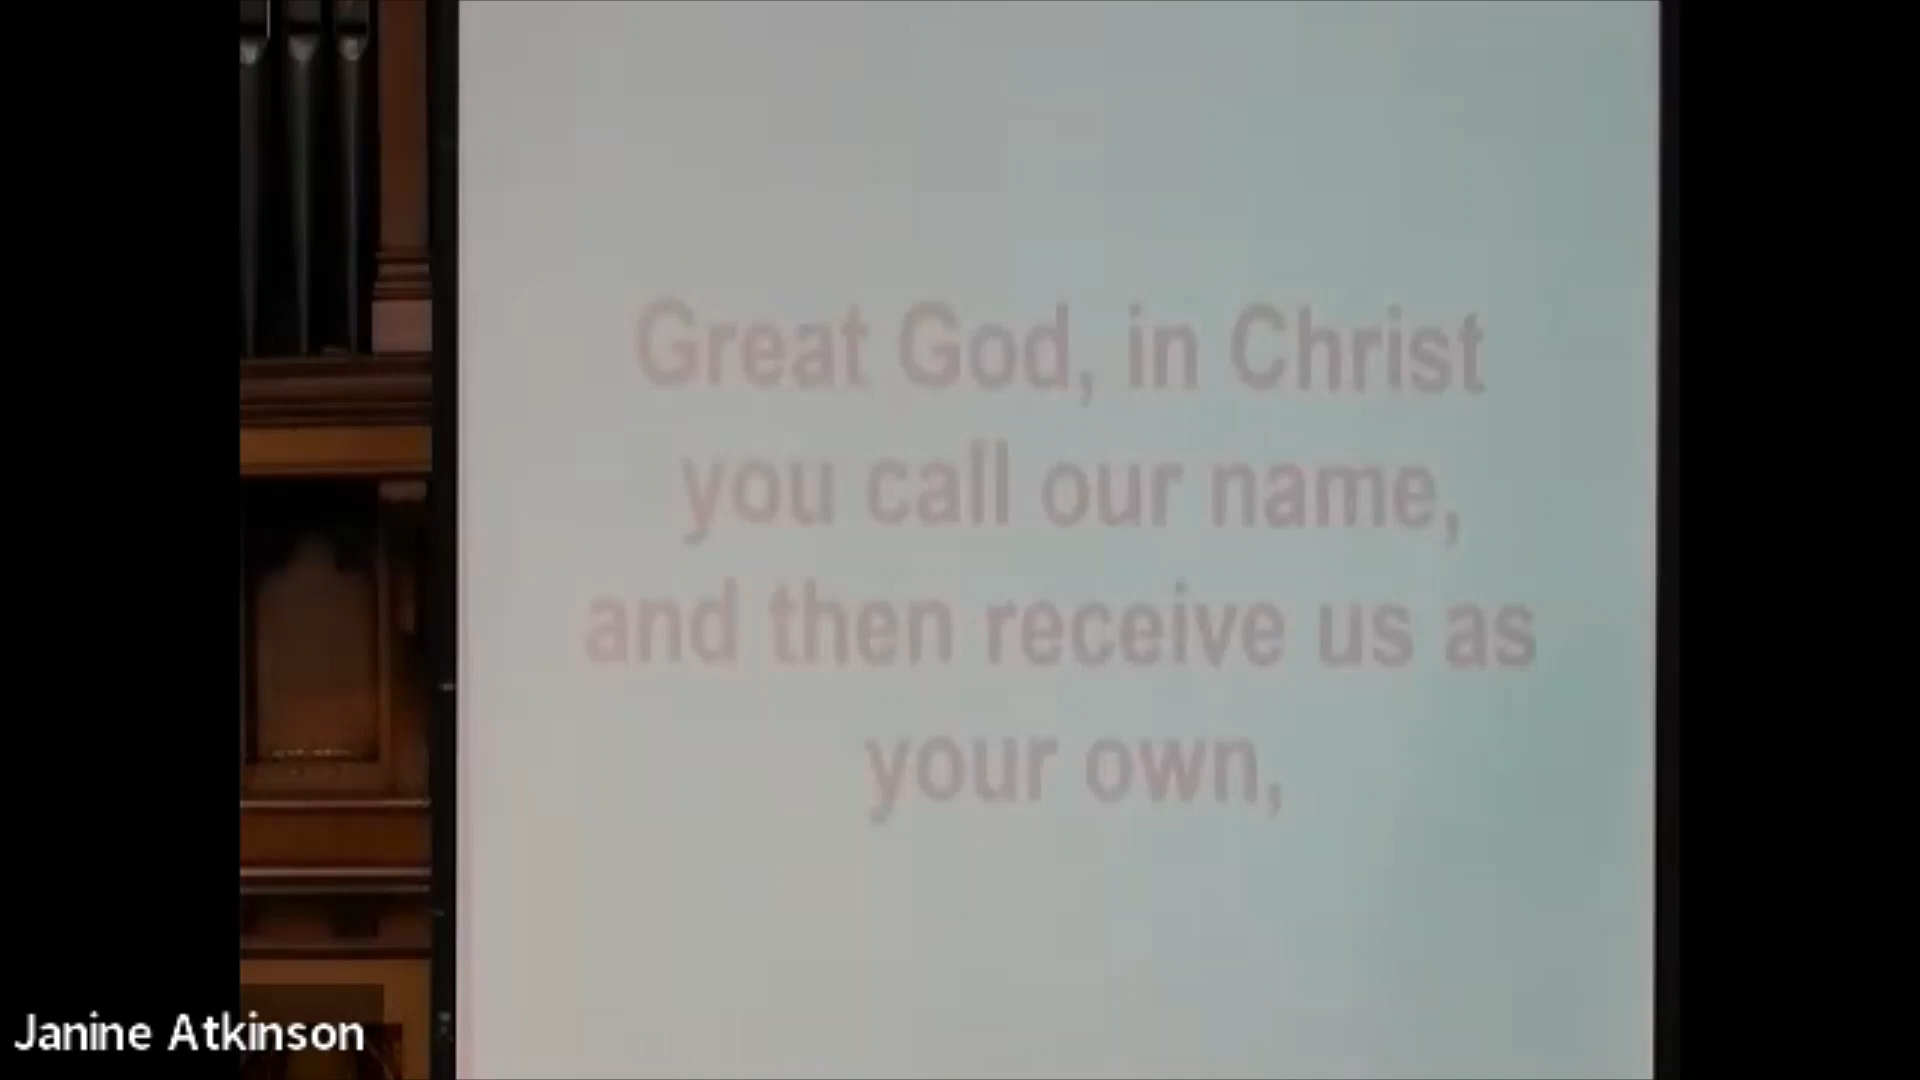 Great God, in Christ
you call our name,
and then receive us as
your own,
Janine Atkinson